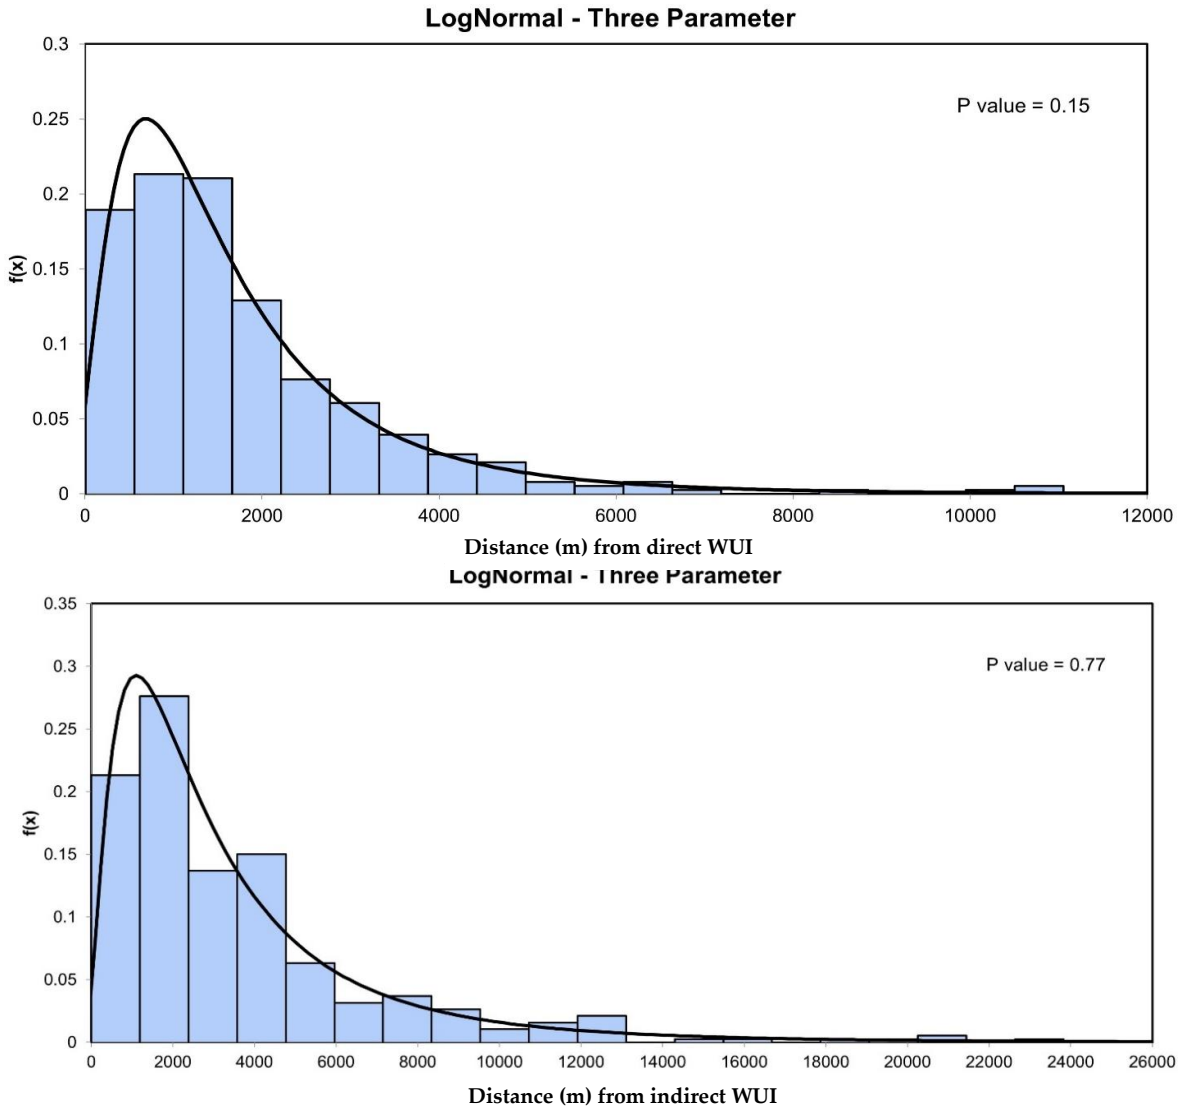 LogNormal - Three Parameter
0.3
P value = 0.15
0.25
0.2
0.15
0.1
0.05
0
f(x)
0 2000 4000 6000 8000 10000 12000
Distance (m) from direct WUI
LogNormal - Three Parameter
0.35
P value = 0.77
0.3
0.25
0.2
0.15
0.1
0.05
0
f(x)
0 2000 4000 6000 8000 10000 12000 14000 16000 18000 20000 22000 24000 26000
Distance (m) from indirect WUI